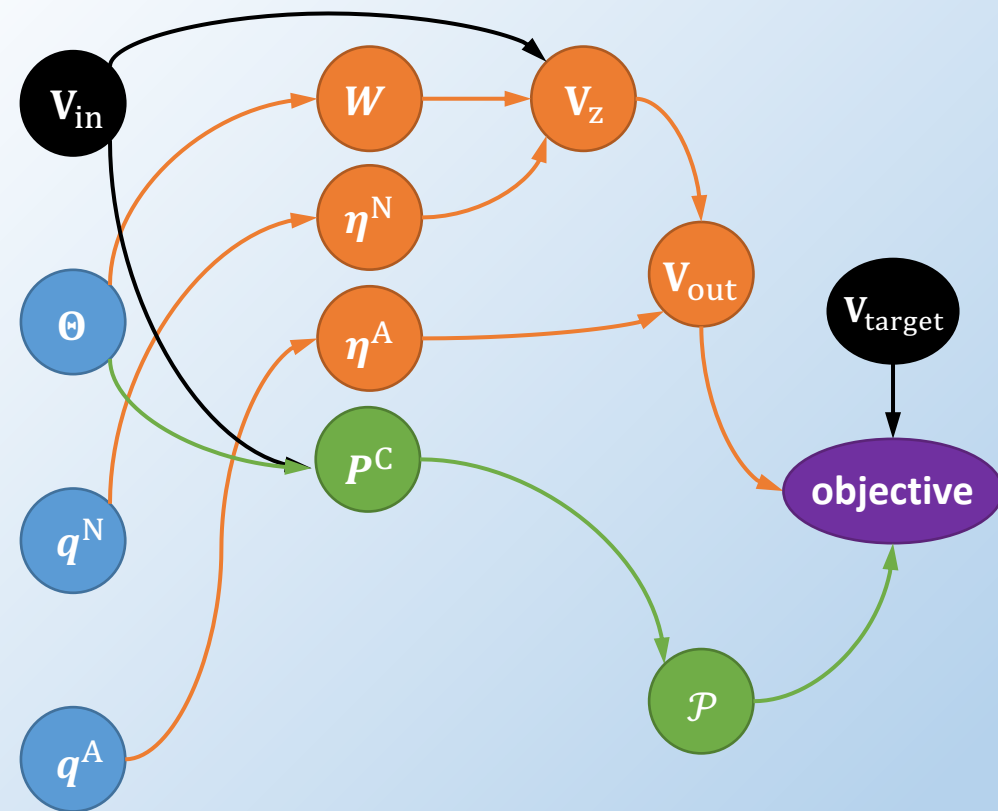 V_in
W
V_z
η^N
Θ
V_out
V_target
η^A
P^C
objective
q^N
𝒫
q^A